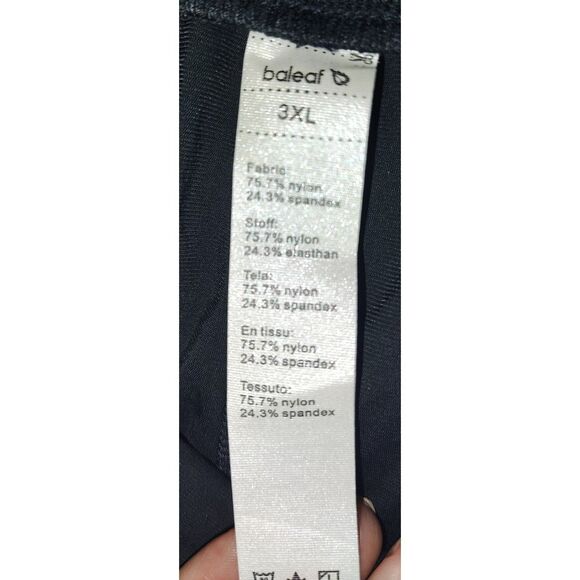 baleaf
3XL
Fabric:
75.7% nylon
24.3% spandex
Stoff:
75.7% nylon
24.3% elasthan
Tela:
75.7% nylon
24.3% spandex
En tissu:
75.7% nylon
24.3% spandex
Tessuto:
75.7% nylon
24.3% spandex